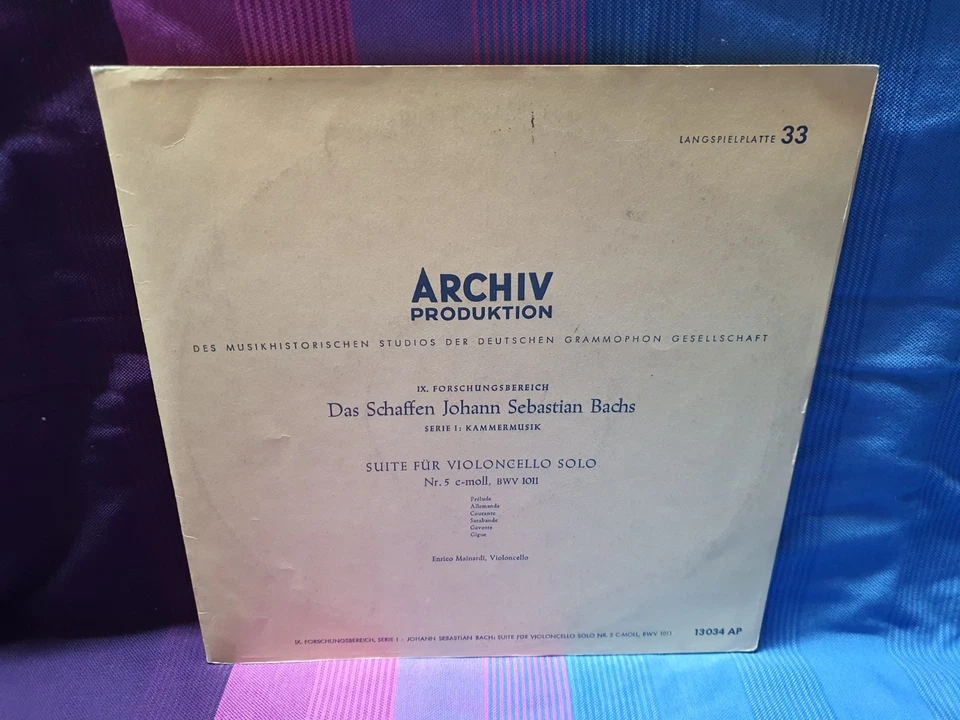 LANGSPIELPLATTE 33
ARCHIV
PRODUKTION
DES MUSIKHISTORISCHEN STUDIOS DER DEUTSCHEN GRAMMOPHON GESELLSCHAFT
IX. FORSCHUNGSBEREICH
Das Schaffen Johann Sebastian Bachs
SERIE I: KAMMERMUSIK
SUITE FÜR VIOLONCELLO SOLO
Nr. 5 c-moll, BWV 1011
Prélude
Allemande
Courante
Sarabande
Gavotte
Gigue
Enrico Mainardi, Violoncello
IX. FORSCHUNGSBEREICH, SERIE I - JOHANN SEBASTIAN BACH: SUITE FÜR VIOLONCELLO SOLO NR. 5 C-MOLL, BWV 1011
13034 AP